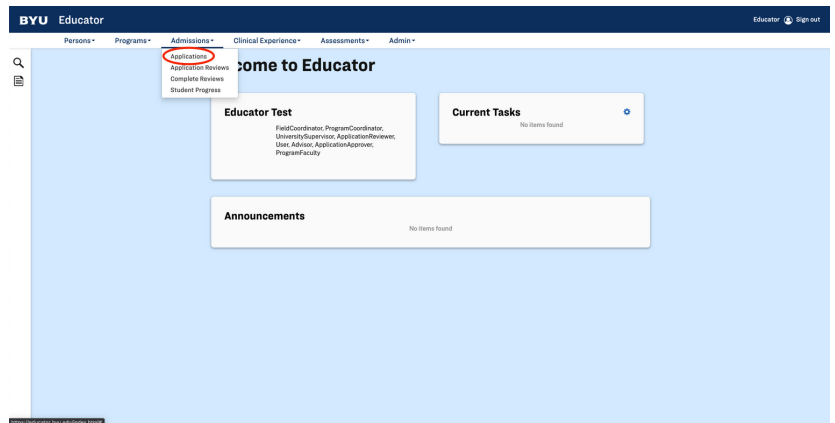 BYU Educator
Educator Sign out
Persons Programs Admissions Clinical Experience Assessments Admin
Applications
Application Reviews
Complete Reviews
Student Progress
come to Educator
Educator Test
FieldCoordinator, ProgramCoordinator,
UniversitySupervisor, ApplicationReviewer,
User, Advisor, ApplicationApprover,
ProgramFaculty
Current Tasks
No items found
Announcements
No items found